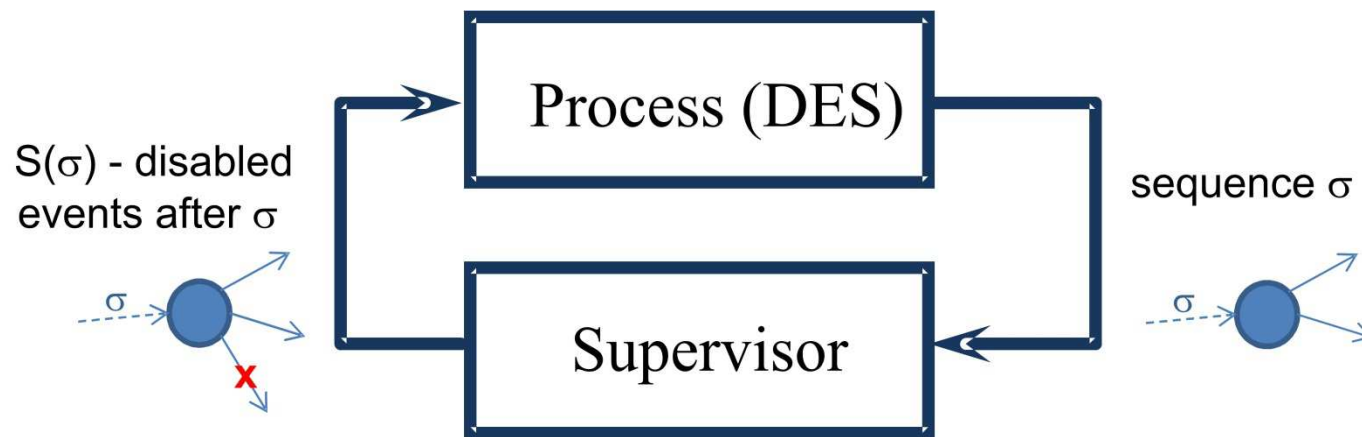 Process (DES)
S(σ) - disabled
events after σ
sequence σ
σ
x
σ
Supervisor